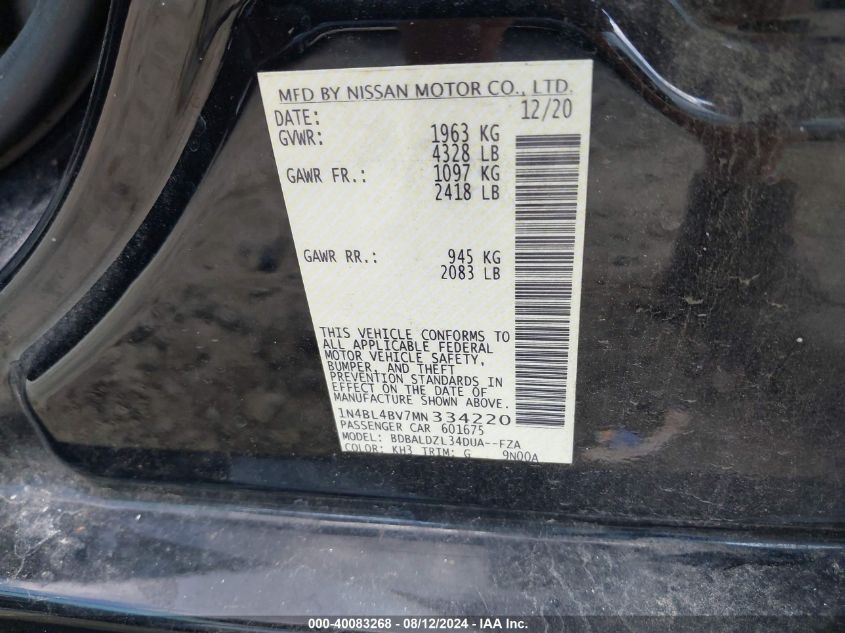 MFD BY NISSAN MOTOR CO., LTD.
DATE: 12/20
GVWR: 1963 KG
4328 LB
GAWR FR.: 1097 KG
2418 LB
GAWR RR.: 945 KG
2083 LB
THIS VEHICLE CONFORMS TO
ALL APPLICABLE FEDERAL
MOTOR VEHICLE SAFETY,
BUMPER, AND THEFT
PREVENTION STANDARDS IN
EFFECT ON THE DATE OF
MANUFACTURE SHOWN ABOVE.
1N4BL4BV7MN334220
PASSENGER CAR 601675
MODEL: BDBALDZL34DUA--FZA
COLOR: KH3 TRIM: G 9N00A
000-40083268 - 08/12/2024 - 1US